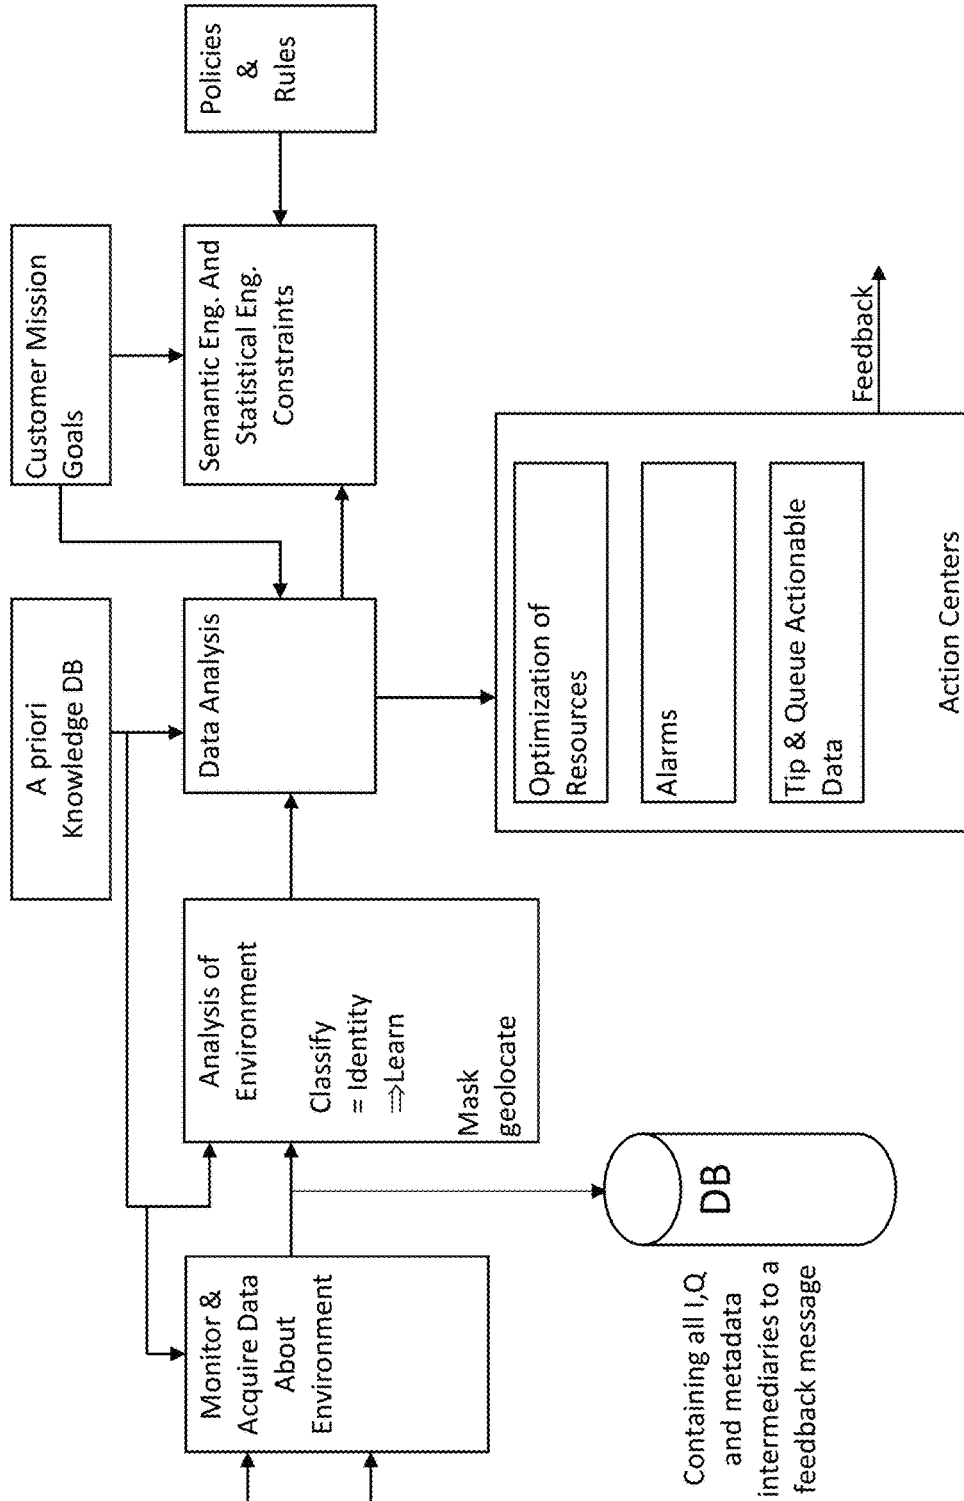 A priori
Knowledge DB
Customer Mission
Goals
Monitor &
Acquire Data
About
Environment
Analysis of
Environment
Classify
= Identity
⇒Learn
Mask
geolocate
Data Analysis
Semantic Eng. And
Statistical Eng.
Constraints
Policies
&
Rules
DB
Containing all I,Q
and metadata
intermediaries to a
feedback message
Optimization of
Resources
Alarms
Tip & Queue Actionable
Data
Action Centers
Feedback